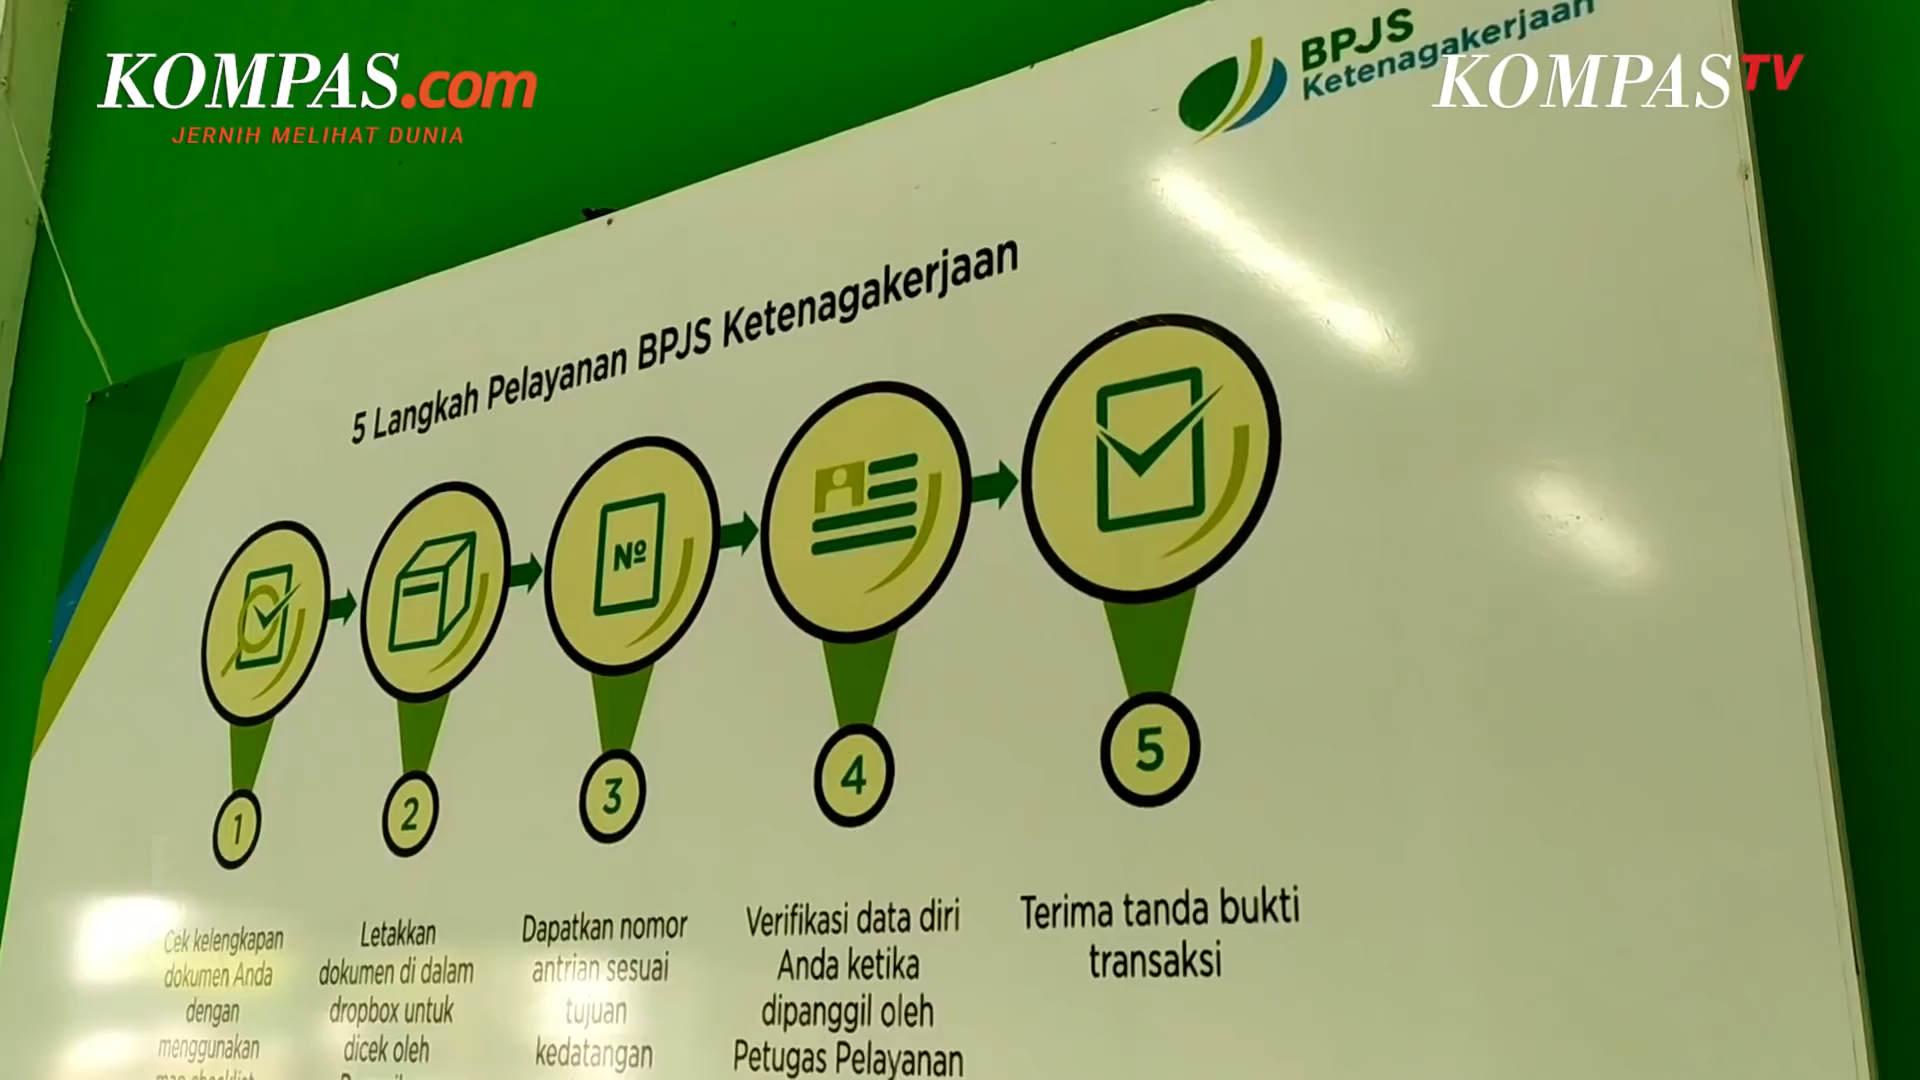 KOMPAS.com
JERNIH MELIHAT DUNIA
BPJS
Ketenagakerjaan
KOMPASTV
5 Langkah Pelayanan BPJS Ketenagakerjaan
Nº
1
2
3
4
5
Cek kelengkapan
dokumen Anda
dengan
menggunakan
Letakkan
dokumen di dalam
dropbox untuk
dicek oleh
Dapatkan nomor
antrian sesuai
tujuan
kedatangan
Verifikasi data diri
Anda ketika
dipanggil oleh
Petugas Pelayanan
Terima tanda bukti
transaksi